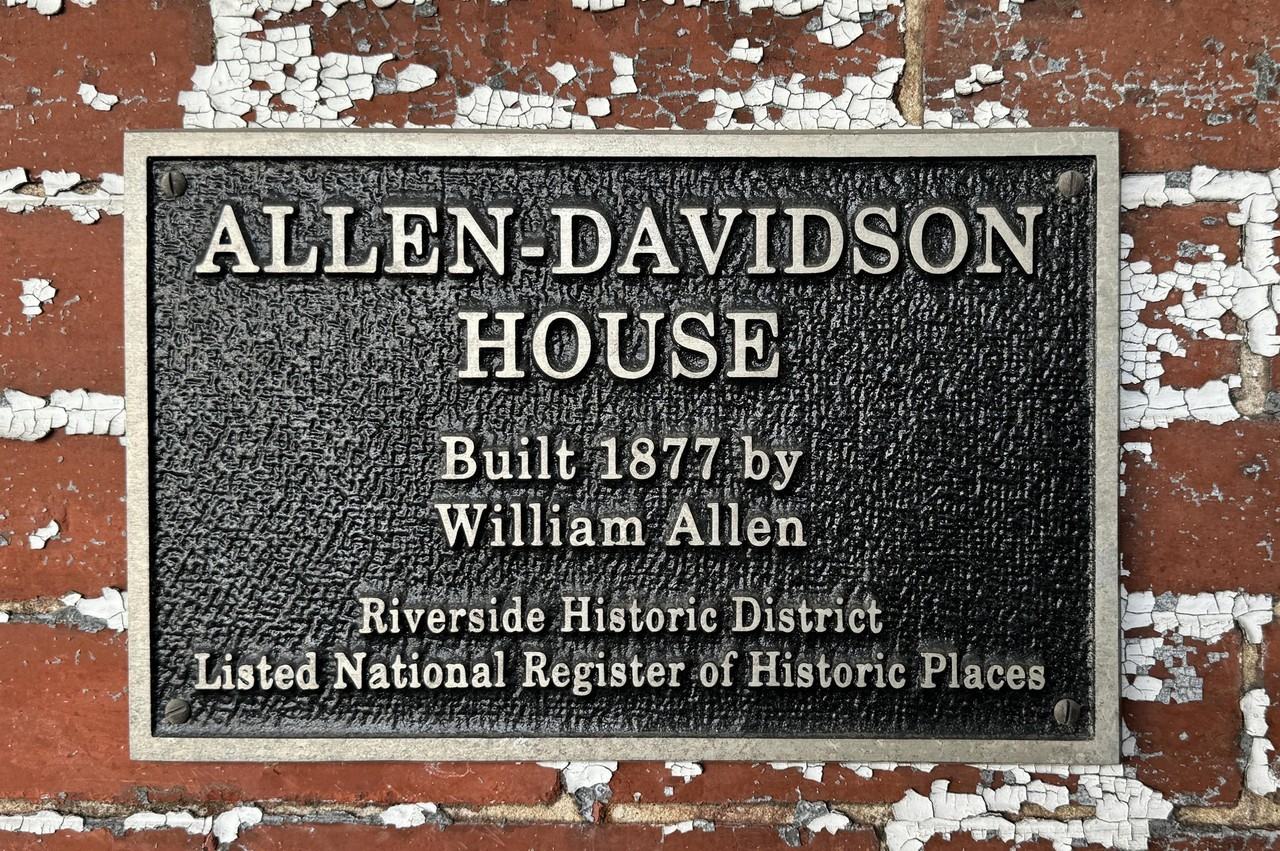 ALLEN-DAVIDSON
HOUSE
Built 1877 by
William Allen
Riverside Historic District
Listed National Register of Historic Places